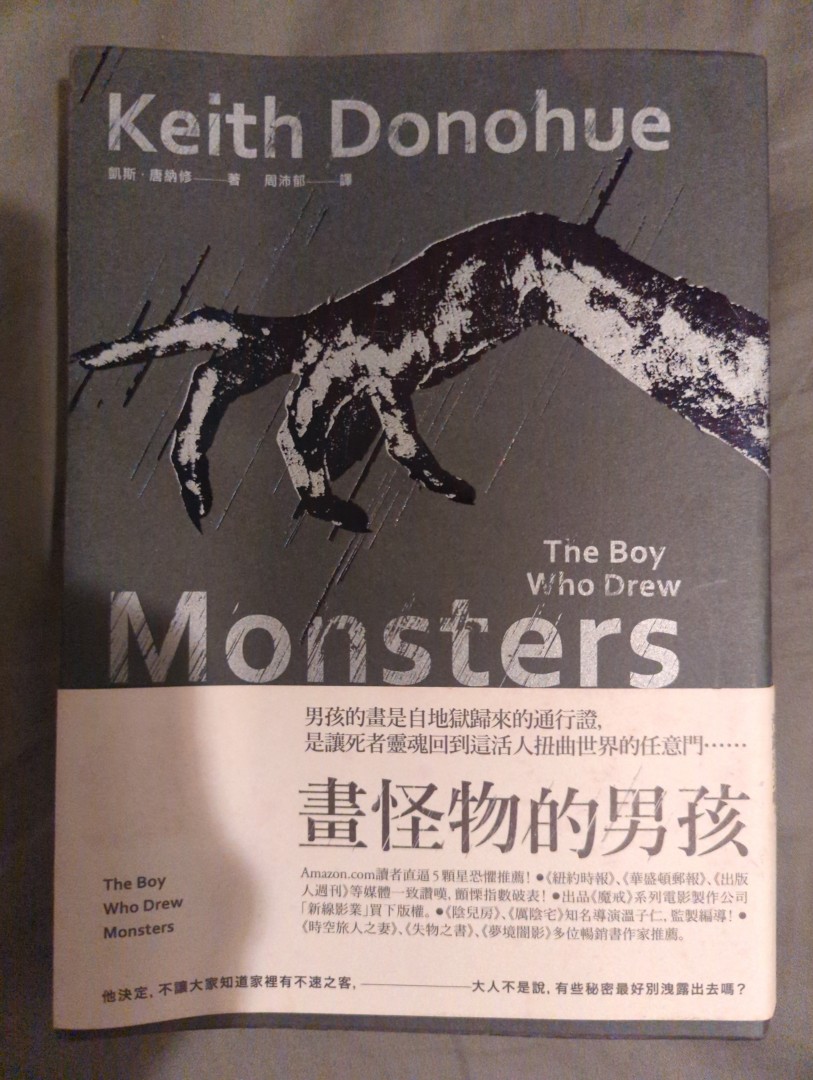 Keith Donohue
凱斯．唐納修——著 周沛郁——譯
The Boy
Who Drew
Monsters
男孩的畫是自地獄歸來的通行證,
是讓死者靈魂回到這活人扭曲世界的任意門……
畫怪物的男孩
Amazon.com讀者直逼5顆星恐懼推薦！●《紐約時報》、《華盛頓郵報》、《出版
人週刊》等媒體一致讚嘆, 顫慄指數破表！●出品《魔戒》系列電影製作公司
「新線影業」買下版權。●《陰兒房》、《厲陰宅》知名導演溫子仁, 監製編導！●
《時空旅人之妻》、《失物之書》、《夢境闇影》多位暢銷書作家推薦。
The Boy
Who Drew
Monsters
他決定, 不讓大家知道家裡有不速之客, ————大人不是說, 有些秘密最好別洩露出去嗎？